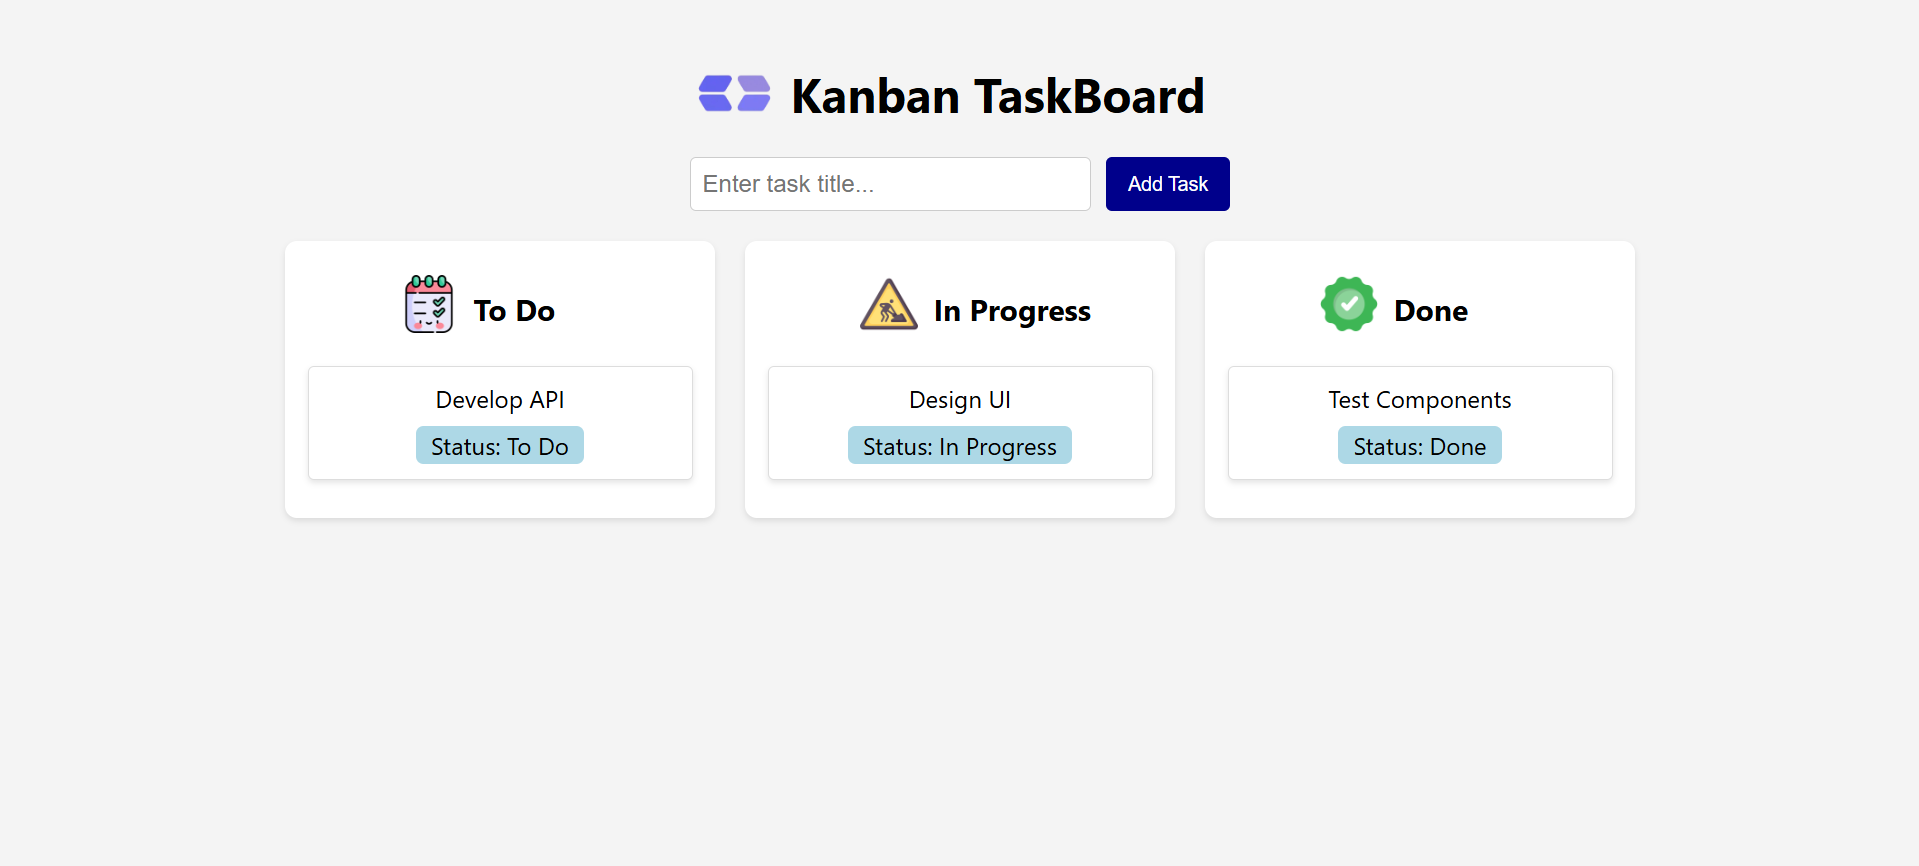 Kanban TaskBoard
Enter task title...
Add Task
To Do
Develop API
Status: To Do
In Progress
Design UI
Status: In Progress
Done
Test Components
Status: Done